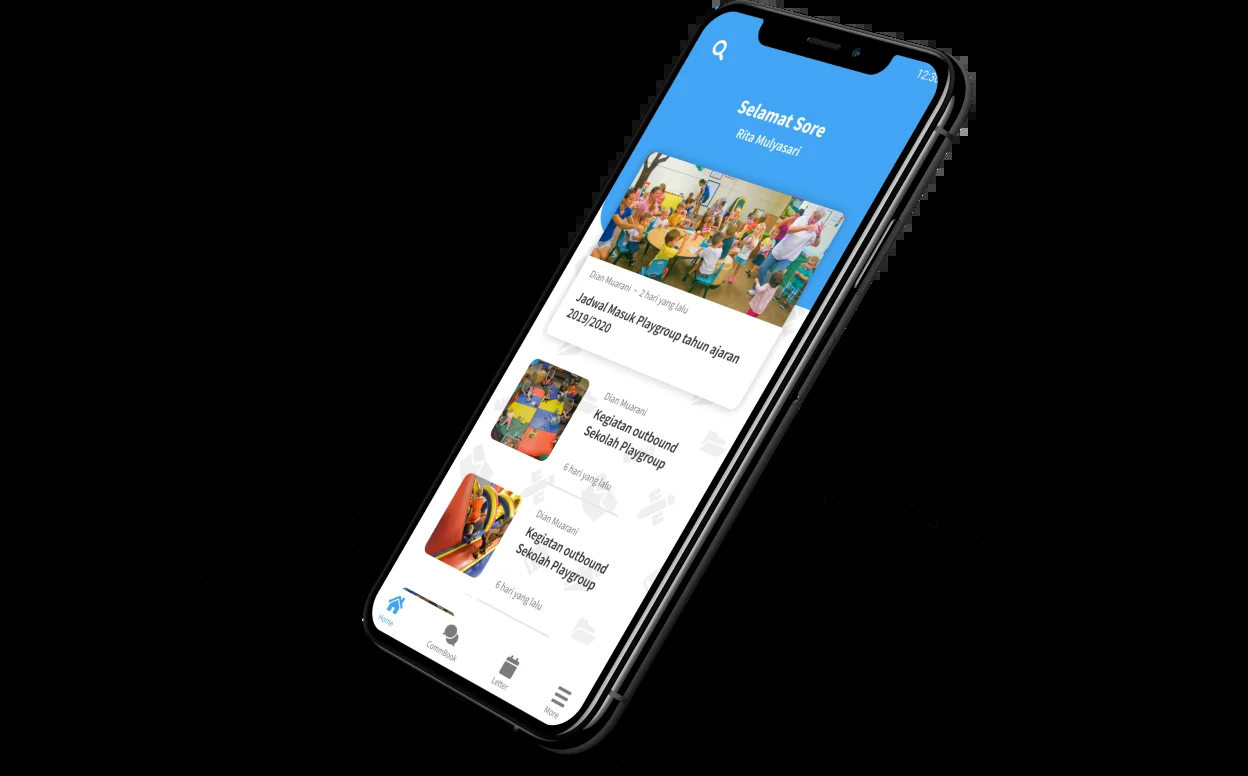 12:30
Selamat Sore
Rita Mulyasari
Dian Muarani - 2 hari yang lalu
Jadwal Masuk Playgroup tahun ajaran
2019/2020
Dian Muarani
Kegiatan outbound
Sekolah Playgroup
6 hari yang lalu
Dian Muarani
Kegiatan outbound
Sekolah Playgroup
6 hari yang lalu
Home
CommBook
Letter
More